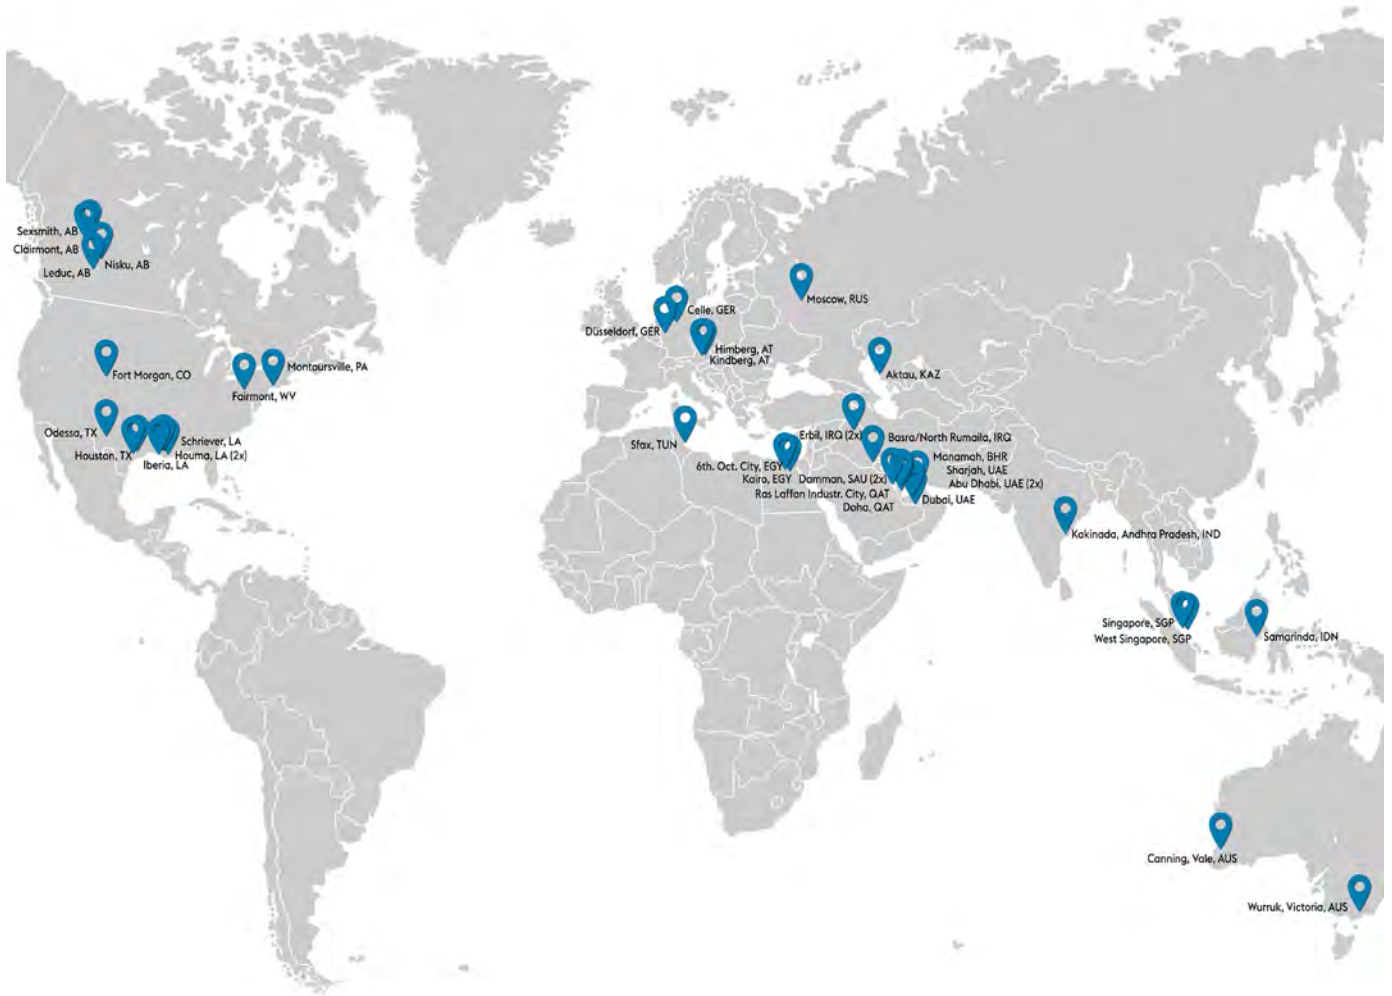 Sexsmith, AB
Clairmont, AB
Nisku, AB
Leduc, AB
Fort Morgan, CO
Montoursville, PA
Fairmont, WV
Odessa, TX
Houston, TX
Schriever, LA
Houma, LA (2x)
Iberia, LA
Moscow, RUS
Celle, GER
Düsseldorf, GER
Himberg, AT
Kindberg, AT
Aktau, KAZ
Sfax, TUN
Erbil, IRQ (2x)
Basra/North Rumaila, IRQ
6th. Oct. City, EGY
Kairo, EGY
Damman, SAU (2x)
Ras Laffan Industr. City, QAT
Doha, QAT
Manamah, BHR
Sharjah, UAE
Abu Dhabi, UAE (2x)
Dubai, UAE
Kakinada, Andhra Pradesh, IND
Singapore, SGP
West Singapore, SGP
Samarinda, IDN
Canning, Vale, AUS
Wurruk, Victoria, AUS